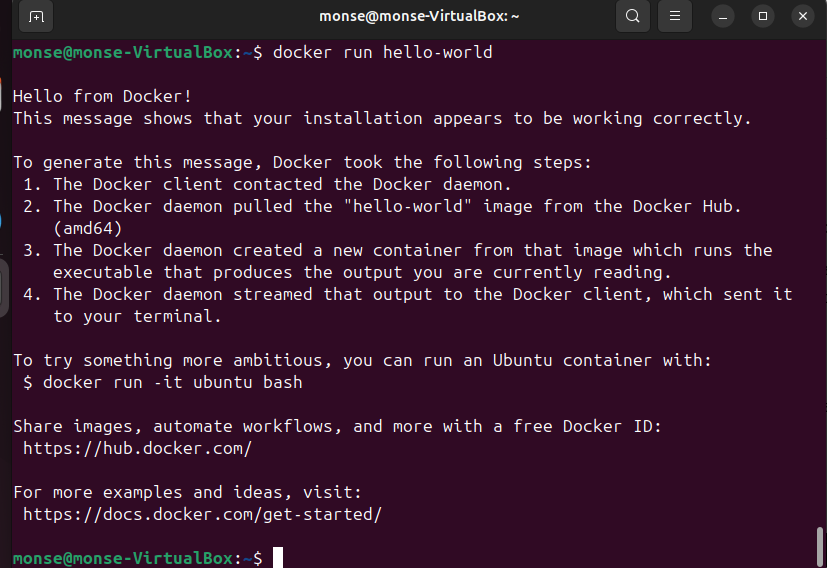 monse@monse-VirtualBox: ~
monse@monse-VirtualBox:~$ docker run hello-world
Hello from Docker!
This message shows that your installation appears to be working correctly.
To generate this message, Docker took the following steps:
1. The Docker client contacted the Docker daemon.
2. The Docker daemon pulled the "hello-world" image from the Docker Hub.
(amd64)
3. The Docker daemon created a new container from that image which runs the
executable that produces the output you are currently reading.
4. The Docker daemon streamed that output to the Docker client, which sent it
to your terminal.
To try something more ambitious, you can run an Ubuntu container with:
$ docker run -it ubuntu bash
Share images, automate workflows, and more with a free Docker ID:
https://hub.docker.com/
For more examples and ideas, visit:
https://docs.docker.com/get-started/
monse@monse-VirtualBox:~$